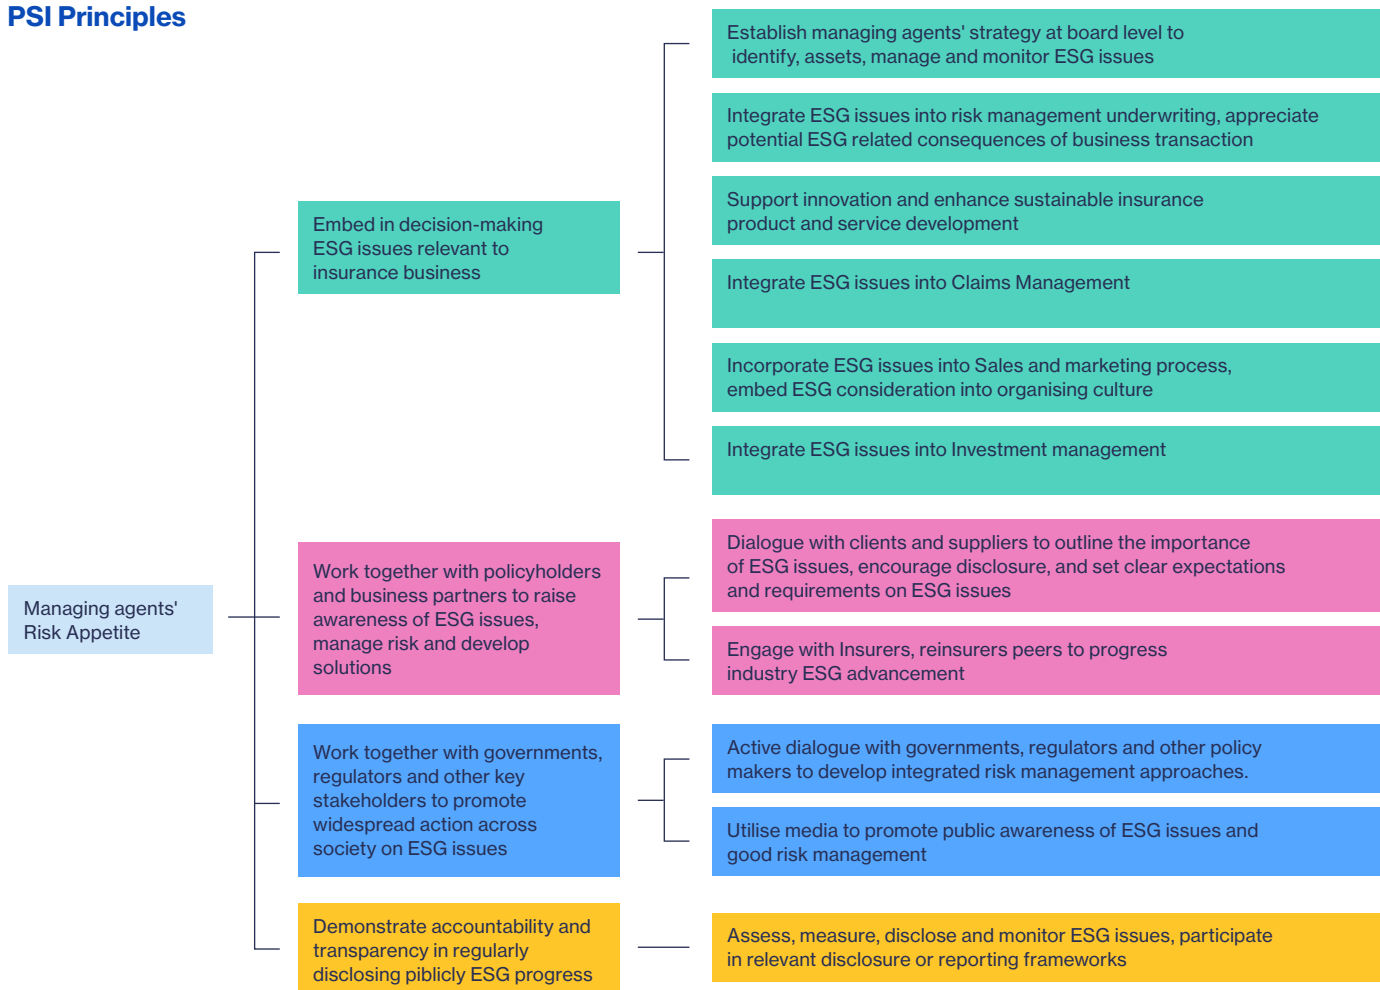 PSI Principles
Managing agents'
Risk Appetite
Embed in decision-making
ESG issues relevant to
insurance business
Establish managing agents' strategy at board level to
identify, assets, manage and monitor ESG issues
Integrate ESG issues into risk management underwriting, appreciate
potential ESG related consequences of business transaction
Support innovation and enhance sustainable insurance
product and service development
Integrate ESG issues into Claims Management
Incorporate ESG issues into Sales and marketing process,
embed ESG consideration into organising culture
Integrate ESG issues into Investment management
Work together with policyholders
and business partners to raise
awareness of ESG issues,
manage risk and develop
solutions
Dialogue with clients and suppliers to outline the importance
of ESG issues, encourage disclosure, and set clear expectations
and requirements on ESG issues
Engage with Insurers, reinsurers peers to progress
industry ESG advancement
Work together with governments,
regulators and other key
stakeholders to promote
widespread action across
society on ESG issues
Active dialogue with governments, regulators and other policy
makers to develop integrated risk management approaches.
Utilise media to promote public awareness of ESG issues and
good risk management
Demonstrate accountability and
transparency in regularly
disclosing piblicly ESG progress
Assess, measure, disclose and monitor ESG issues, participate
in relevant disclosure or reporting frameworks